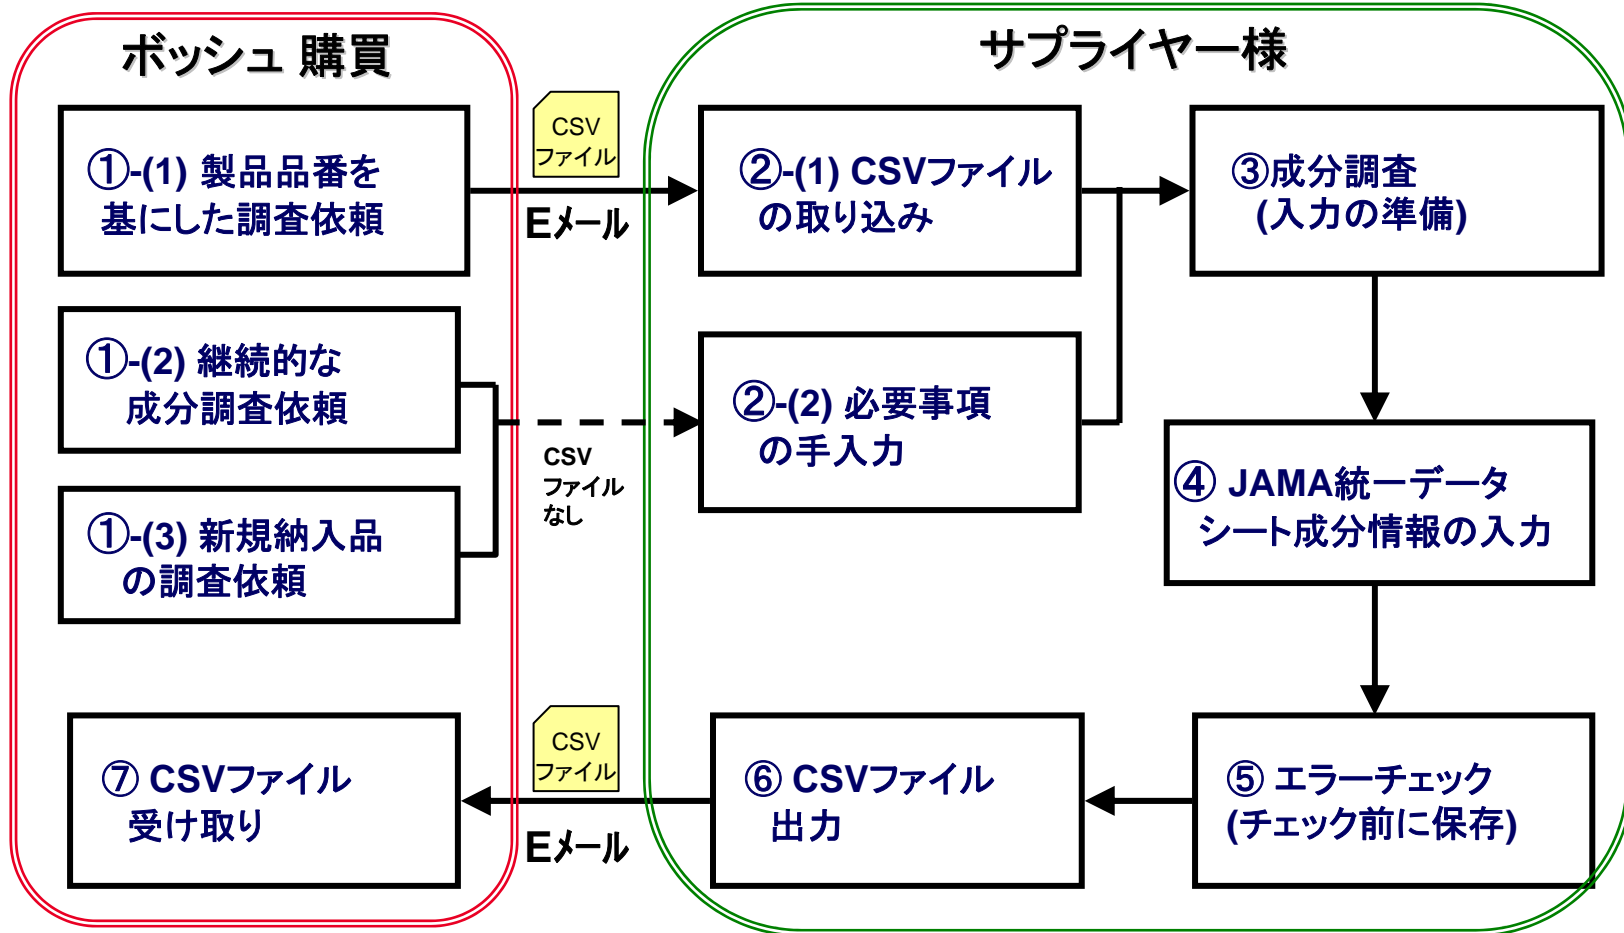 ボッシュ 購買
サプライヤー様
①-(1) 製品品番を
基にした調査依頼
CSV
ファイル
Eメール
②-(1) CSVファイル
の取り込み
③成分調査
(入力の準備)
①-(2) 継続的な
成分調査依頼
①-(3) 新規納入品
の調査依頼
CSV
ファイル
なし
②-(2) 必要事項
の手入力
④ JAMA統一データ
シート成分情報の入力
⑦ CSVファイル
受け取り
CSV
ファイル
Eメール
⑥ CSVファイル
出力
⑤ エラーチェック
(チェック前に保存)